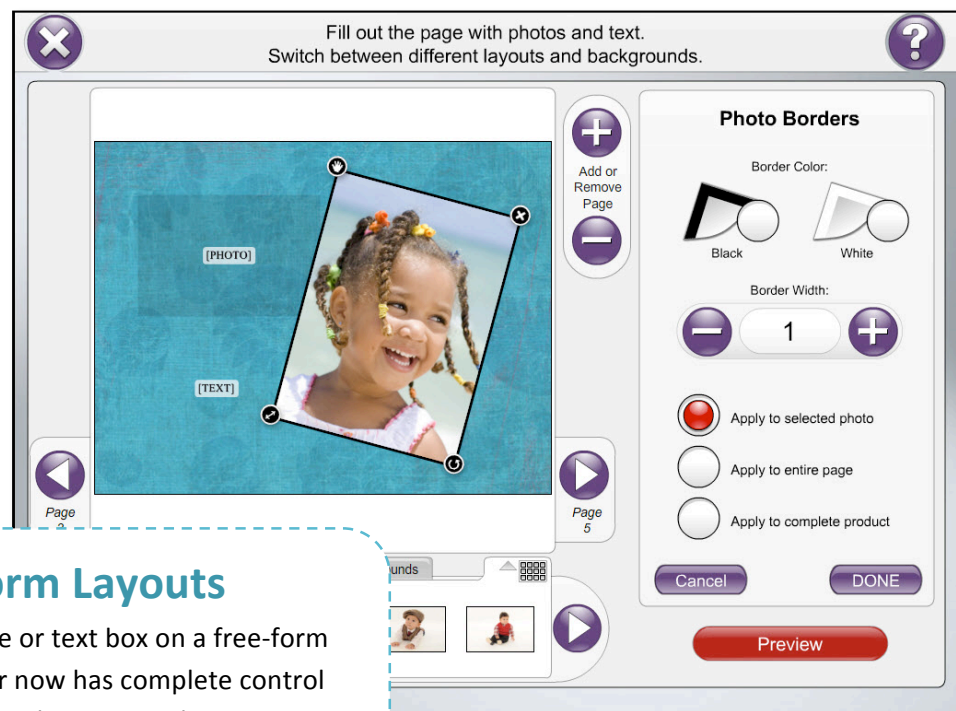 Fill out the page with photos and text.
Switch between different layouts and backgrounds.
[PHOTO]
[TEXT]
Add or
Remove
Page
Page
Page
5
Photo Borders
Border Color:
Black
White
Border Width:
1
Apply to selected photo
Apply to entire page
Apply to complete product
Cancel
DONE
Preview
unds
orm Layouts
e or text box on a free-form
r now has complete control